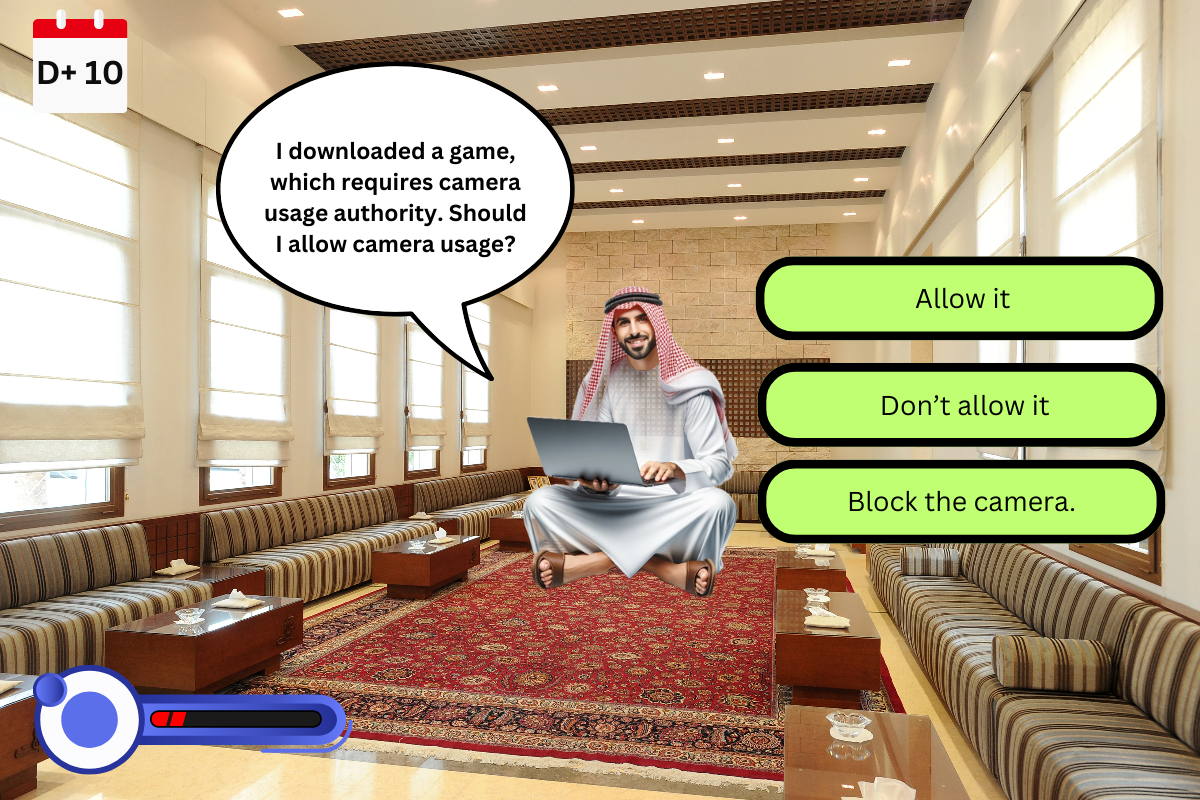 D+ 10
I downloaded a game,
which requires camera
usage authority. Should
I allow camera usage?
Allow it
Don’t allow it
Block the camera.